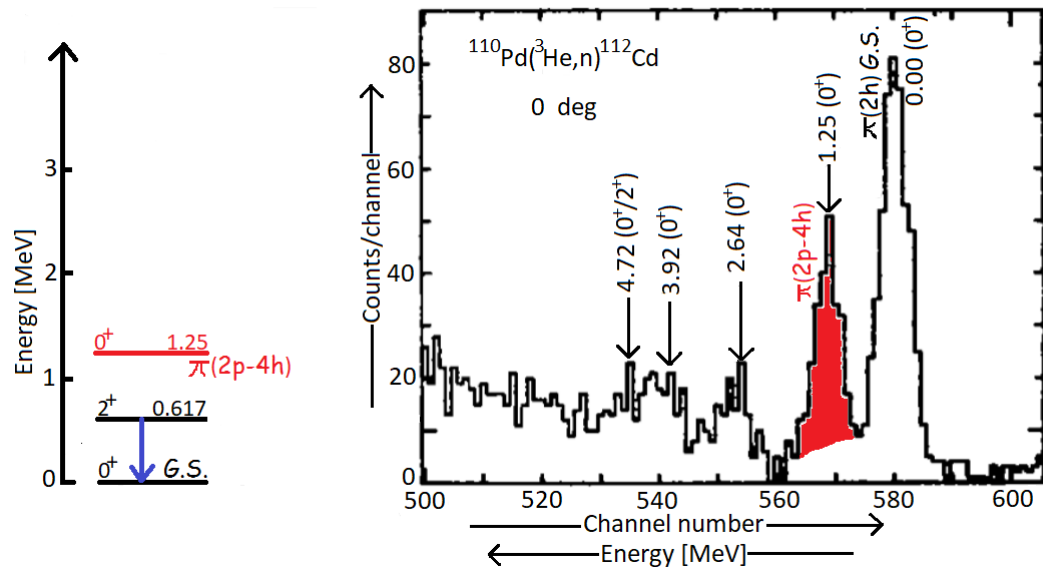 Energy [MeV]
3
2
1
0
0⁺ 1.25
π(2p-4h)
2⁺ 0.617
0⁺ G.S.
¹¹⁰Pd(³He,n)¹¹²Cd
0 deg
Counts/channel
80
60
40
20
0
4.72 (0⁺/2⁺)
3.92 (0⁺)
2.64 (0⁺)
π(2p-4h)
1.25 (0⁺)
π(2h) G.S.
0.00 (0⁺)
500 520 540 560 580 600
Channel number
Energy [MeV]